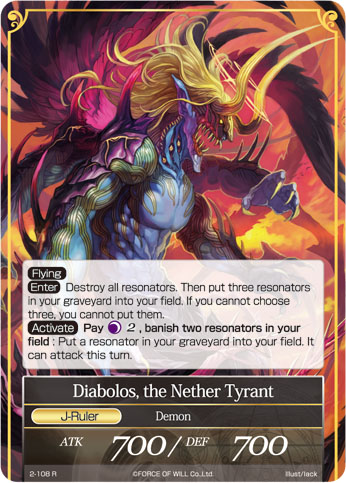 Flying
Enter Destroy all resonators. Then put three resonators
in your graveyard into your field. If you cannot choose
three, you cannot put them.
Activate Pay 2 , banish two resonators in your
field : Put a resonator in your graveyard into your field. It
can attack this turn.
Diabolos, the Nether Tyrant
J-Ruler Demon
ATK 700 / DEF 700
2-108 R ©FORCE OF WILL Co.,Ltd. Illust/lack